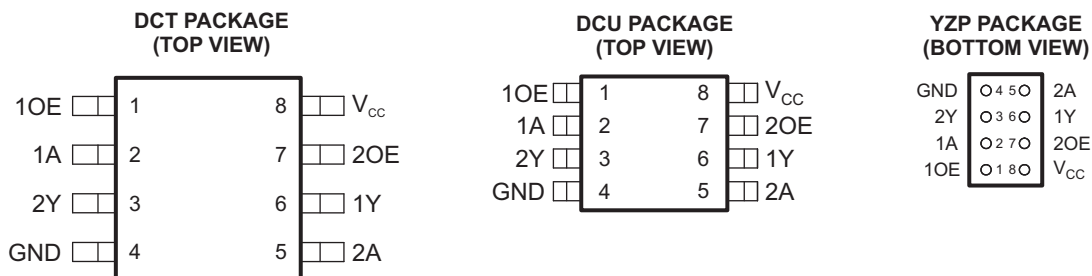 DCT PACKAGE
(TOP VIEW)
1OE 1 8 VCC
1A 2 7 2OE
2Y 3 6 1Y
GND 4 5 2A
DCU PACKAGE
(TOP VIEW)
1OE 1 8 VCC
1A 2 7 2OE
2Y 3 6 1Y
GND 4 5 2A
YZP PACKAGE
(BOTTOM VIEW)
GND 4 5 2A
2Y 3 6 1Y
1A 2 7 2OE
1OE 1 8 VCC